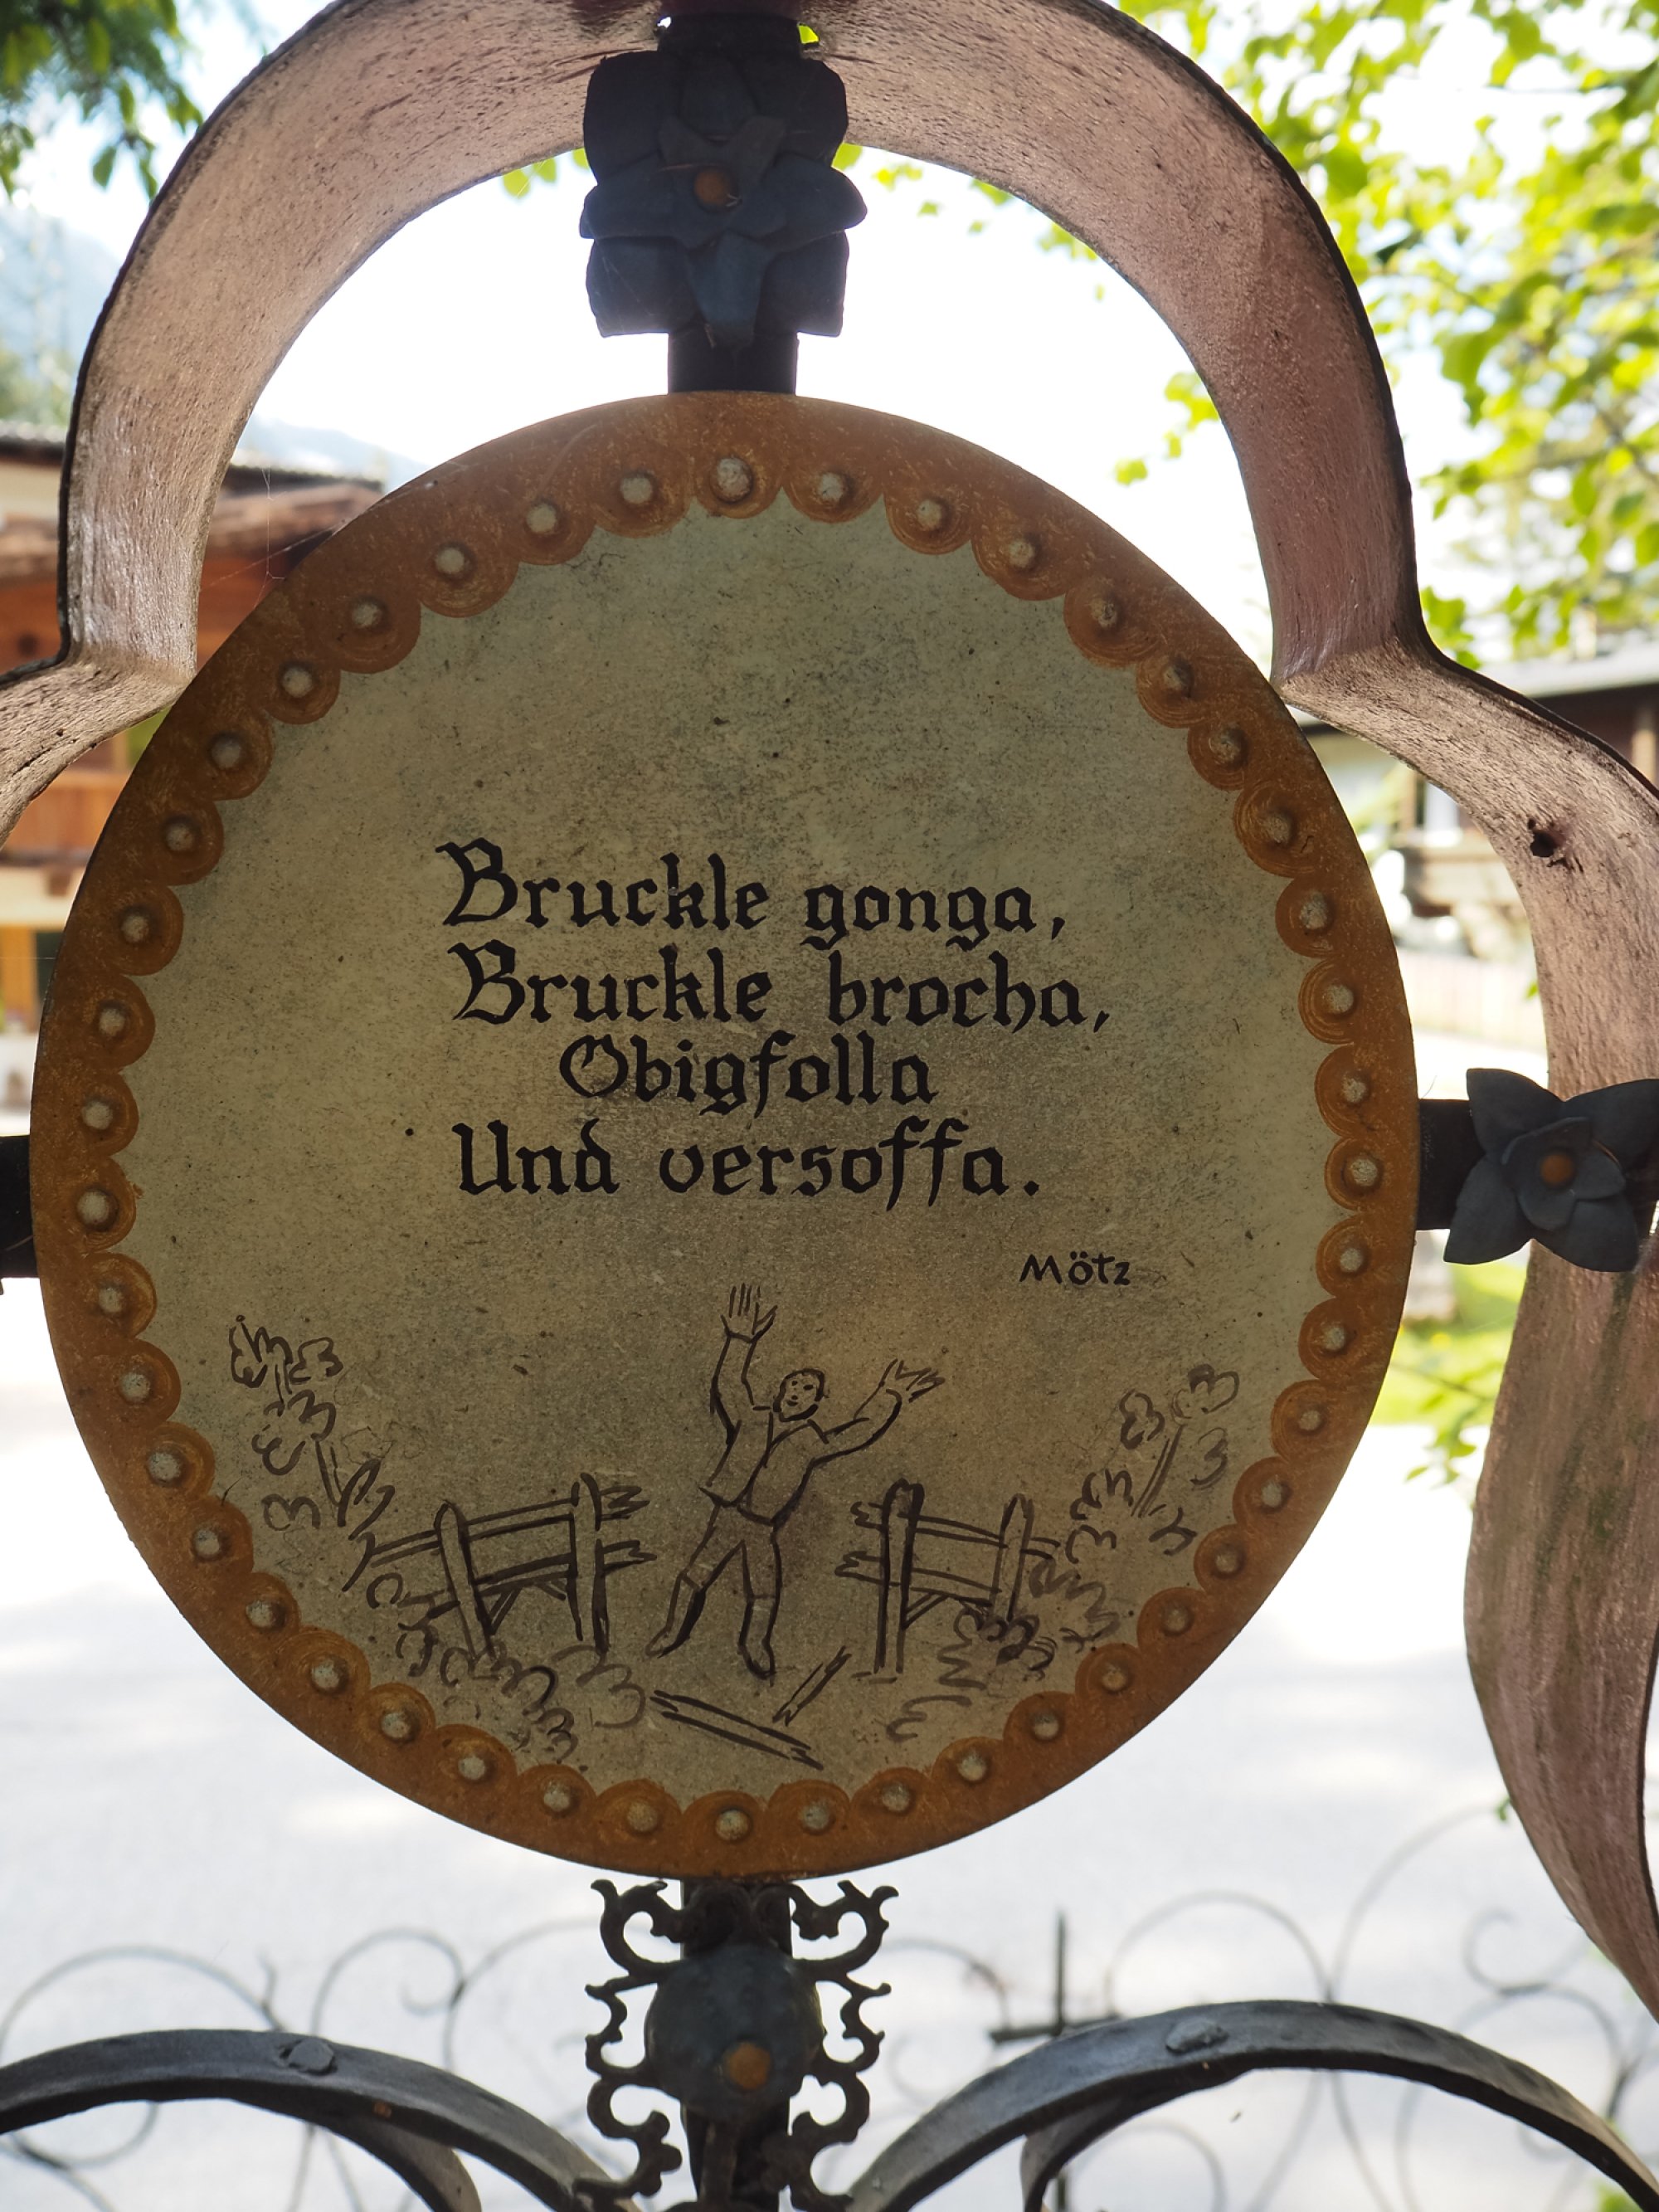 Bruckle gonga,
Bruckle brocha,
Obigfolla
Und versoffa.
Mötz